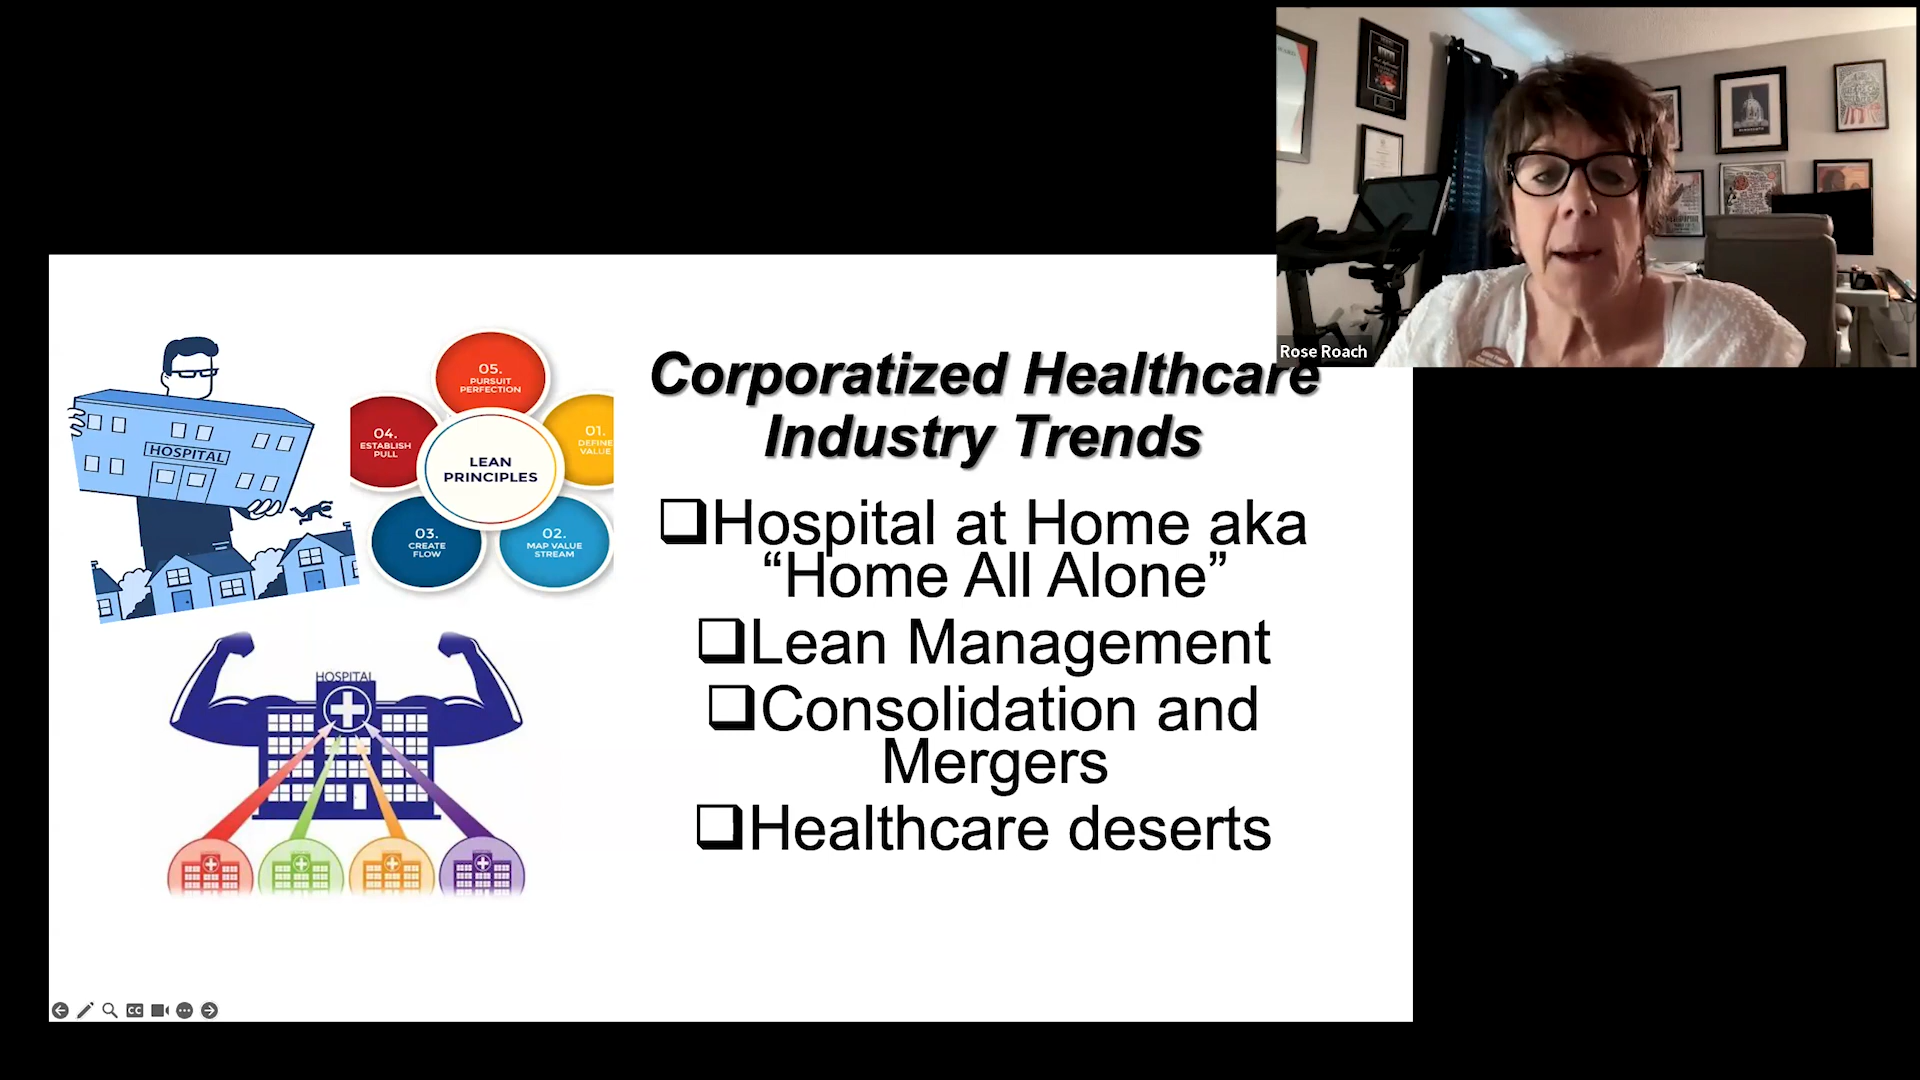 Rose Roach
Corporatized Healthcare
Industry Trends
❑Hospital at Home aka
“Home All Alone”
❑Lean Management
❑Consolidation and
Mergers
❑Healthcare deserts
HOSPITAL
05.
PURSUIT
PERFECTION
04.
ESTABLISH
PULL
01.
DEFINE
VALUE
LEAN
PRINCIPLES
03.
CREATE
FLOW
02.
MAP VALUE
STREAM
HOSPITAL
CC